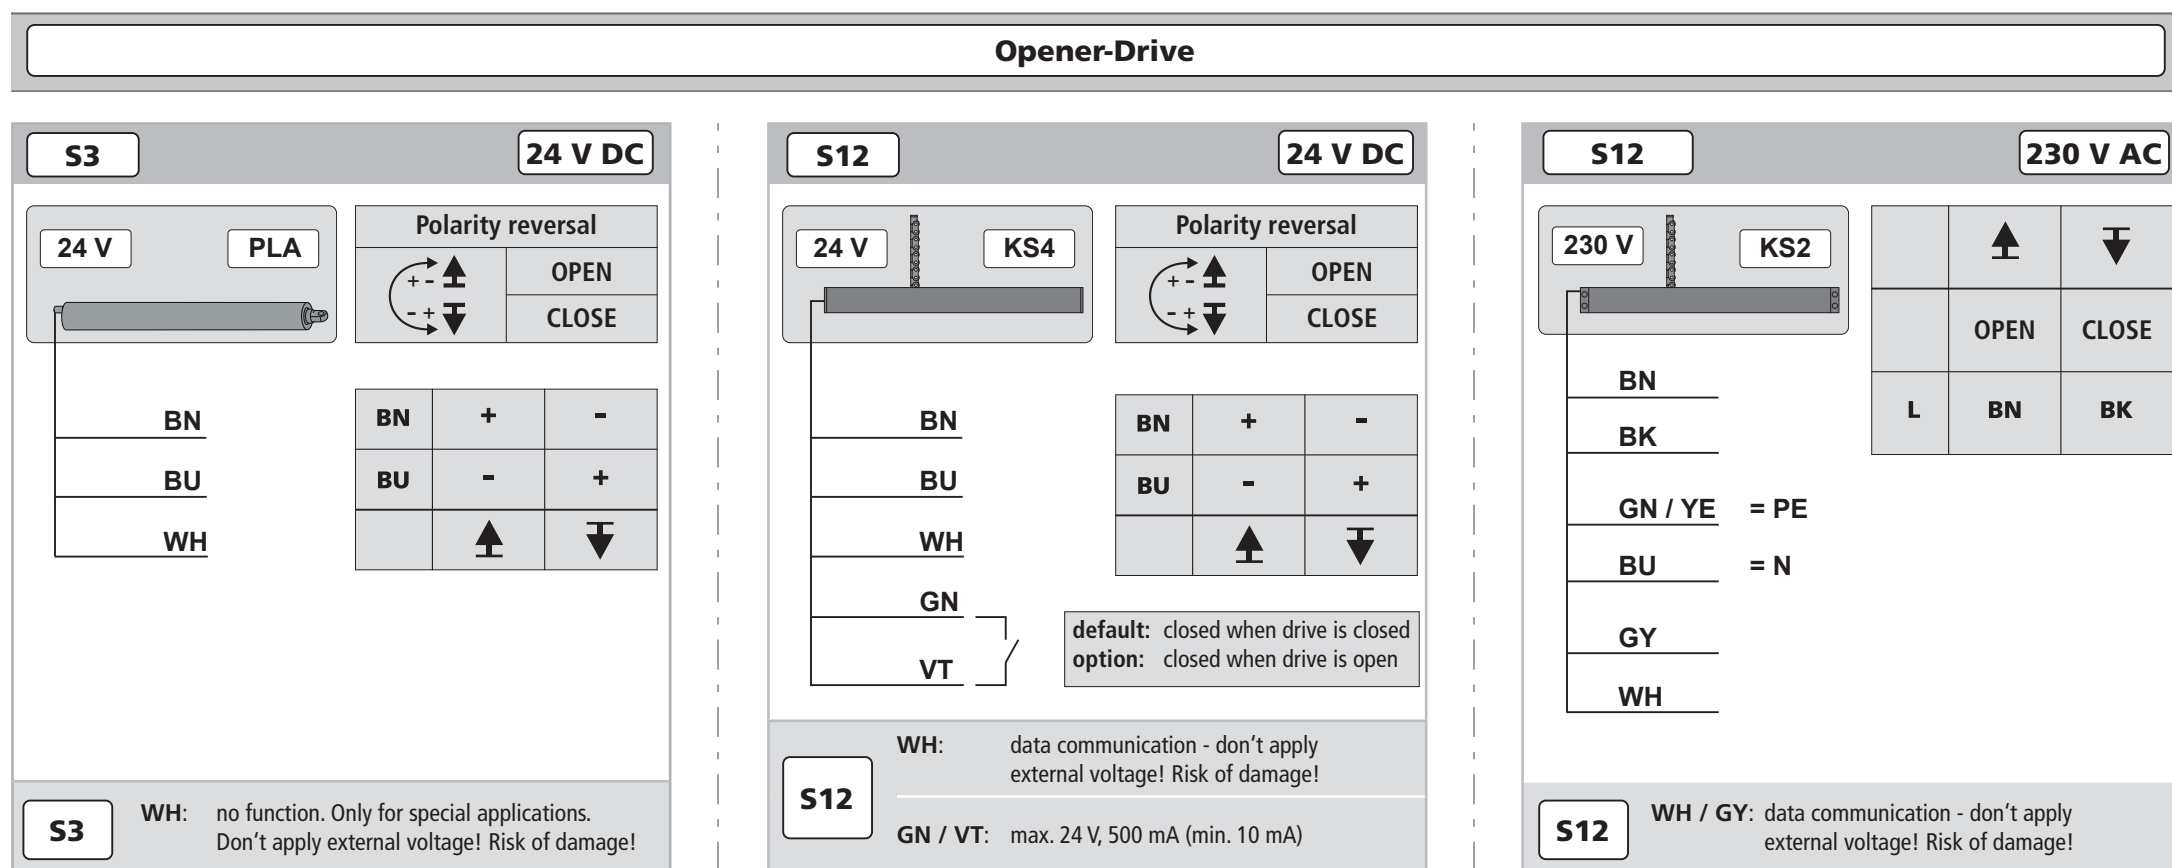 Opener-Drive
S3 24 V DC
24 V PLA
Polarity reversal
+ - OPEN
- + CLOSE
BN
BU
WH
BN + -
BU - +
S3
WH: no function. Only for special applications.
Don't apply external voltage! Risk of damage!
S12 24 V DC
24 V KS4
Polarity reversal
+ - OPEN
- + CLOSE
BN
BU
WH
GN
VT
BN + -
BU - +
default: closed when drive is closed
option: closed when drive is open
S12
WH: data communication - don't apply
external voltage! Risk of damage!
GN / VT: max. 24 V, 500 mA (min. 10 mA)
S12 230 V AC
230 V KS2
OPEN CLOSE
L BN BK
BN
BK
GN / YE = PE
BU = N
GY
WH
S12
WH / GY: data communication - don't apply
external voltage! Risk of damage!